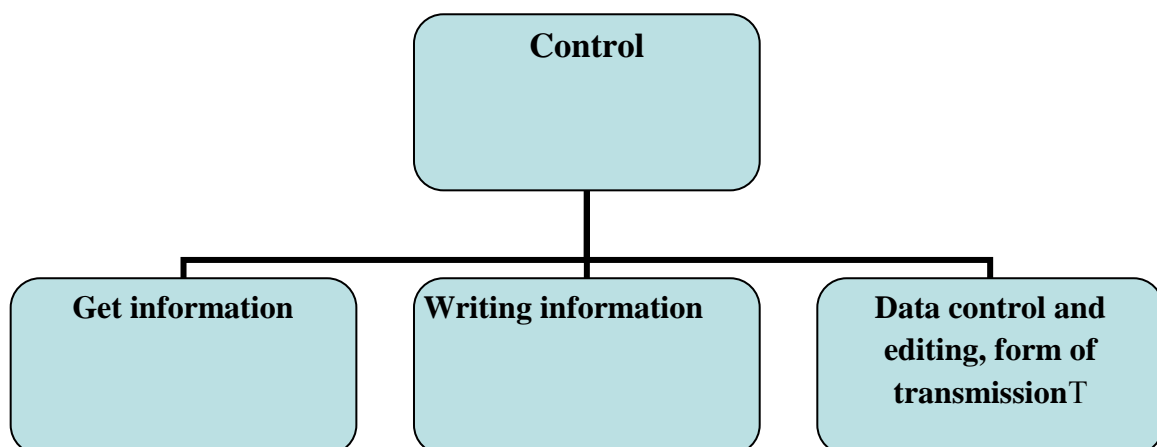 Control
Get information
Writing information
Data control and
editing, form of
transmissionT